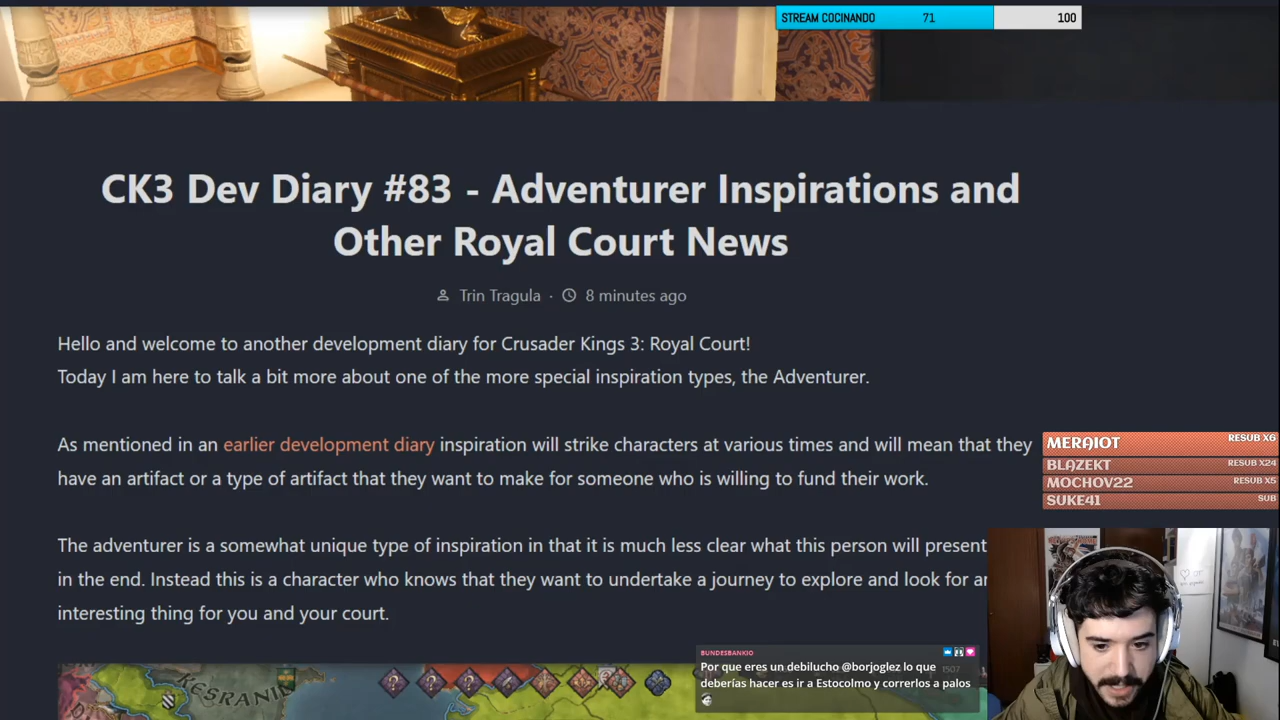 STREAM COCINANDO 71 100
CK3 Dev Diary #83 - Adventurer Inspirations and
Other Royal Court News
Trin Tragula · 8 minutes ago
Hello and welcome to another development diary for Crusader Kings 3: Royal Court!
Today I am here to talk a bit more about one of the more special inspiration types, the Adventurer.
As mentioned in an earlier development diary inspiration will strike characters at various times and will mean that they
have an artifact or a type of artifact that they want to make for someone who is willing to fund their work.
The adventurer is a somewhat unique type of inspiration in that it is much less clear what this person will present
in the end. Instead this is a character who knows that they want to undertake a journey to explore and look for an
interesting thing for you and your court.
MERAIOT RESUB X6
BLAZEKT RESUB X24
MOCHOV22 RESUB X5
SUKE41 SUB
KESRANID
BUNDESBANKIO
Por que eres un debilucho @borjoglez lo que
deberías hacer es ir a Estocolmo y correrlos a palos
1507